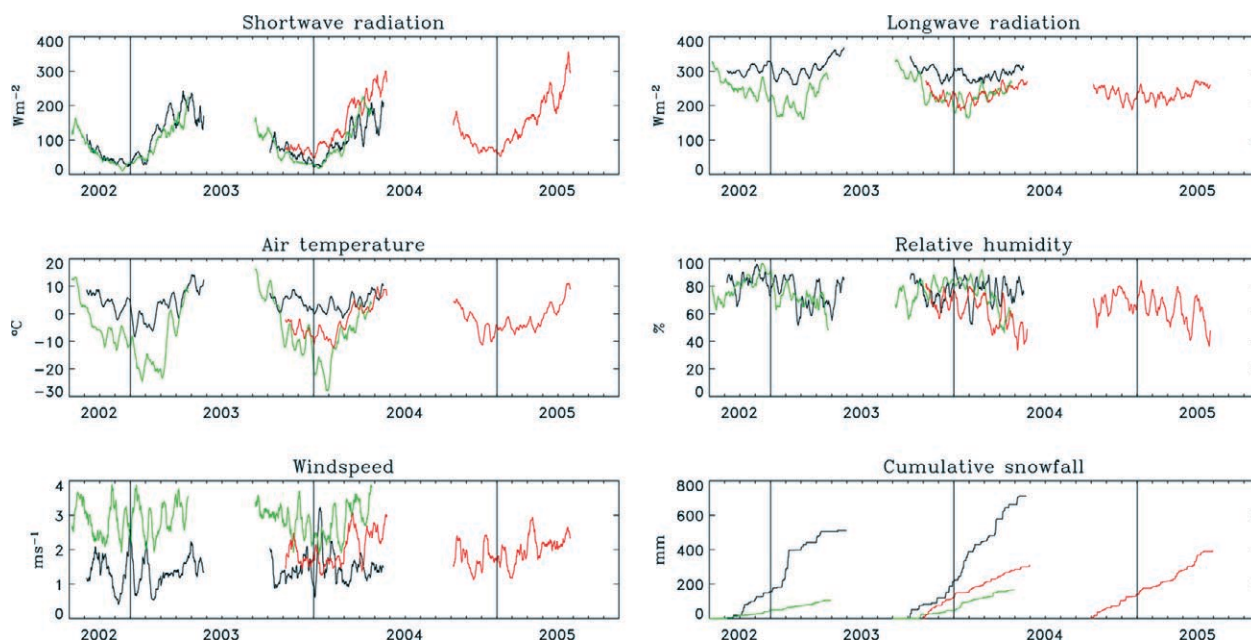 Shortwave radiation
400
300
200
100
0
Wm−2
2002 2003 2004 2005
Longwave radiation
400
300
200
100
0
Wm−2
2002 2003 2004 2005
Air temperature
20
10
0
−10
−20
−30
°C
2002 2003 2004 2005
Relative humidity
100
80
60
40
20
0
%
2002 2003 2004 2005
Windspeed
4
3
2
1
0
ms−1
2002 2003 2004 2005
Cumulative snowfall
800
600
400
200
0
mm
2002 2003 2004 2005